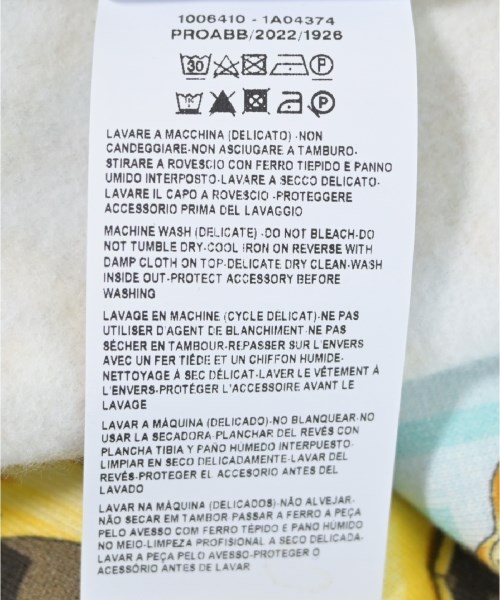 1006410 - 1A04374
PROABB/2022/1926
30 P
P
LAVARE A MACCHINA (DELICATO) -NON
CANDEGGIARE-NON ASCIUGARE A TAMBURO-
STIRARE A ROVESCIO CON FERRO TIEPIDO E PANNO
UMIDO INTERPOSTO-LAVARE A SECCO DELICATO-
LAVARE IL CAPO A ROVESCIO -PROTEGGERE
ACCESSORIO PRIMA DEL LAVAGGIO
MACHINE WASH (DELICATE) -DO NOT BLEACH-DO
NOT TUMBLE DRY-COOL IRON ON REVERSE WITH
DAMP CLOTH ON TOP-DELICATE DRY CLEAN-WASH
INSIDE OUT-PROTECT ACCESSORY BEFORE
WASHING
LAVAGE EN MACHINE (CYCLE DÉLICAT)-NE PAS
UTILISER D'AGENT DE BLANCHIMENT-NE PAS
SÉCHER EN TAMBOUR-REPASSER SUR L'ENVERS
AVEC UN FER TIÉDE ET UN CHIFFON HUMIDE-
NETTOYAGE À SEC DÉLICAT-LAVER LE VÊTEMENT À
L'ENVERS-PROTÉGER L'ACCESSOIRE AVANT LE
LAVAGE
LAVAR A MÁQUINA (DELICADO)-NO BLANQUEAR-NO
USAR LA SECADORA-PLANCHAR DEL REVÉS CON
PLANCHA TIBIA Y PAÑO HÚMEDO INTERPUESTO-
LIMPIAR EN SECO DELICADAMENTE-LAVAR DEL
REVÉS-PROTEGER EL ACCESORIO ANTES DEL
LAVADO
LAVAR NA MÁQUINA (DELICADOS)-NÃO ALVEJAR-
NÃO SECAR EM TAMBOR PASSAR A FERRO A PEÇA
PELO AVESSO COM FERRO TÉPIDO E PANO HÚMIDO
NO MEIO-LIMPEZA PROFISSIONAL A SECO DELICADA-
LAVAR A PEÇA PELO AVESSO-PROTEGER O
ACESSÓRIO ANTES DE LAVAR